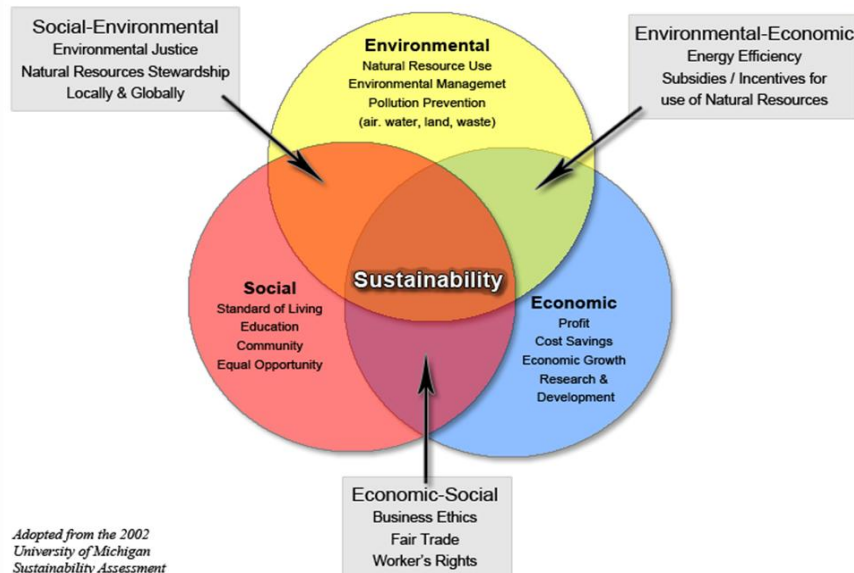 Social-Environmental
Environmental Justice
Natural Resources Stewardship
Locally & Globally
Environmental
Natural Resource Use
Environmental Managemet
Pollution Prevention
(air. water, land, waste)
Environmental-Economic
Energy Efficiency
Subsidies / Incentives for
use of Natural Resources
Sustainability
Social
Standard of Living
Education
Community
Equal Opportunity
Economic
Profit
Cost Savings
Economic Growth
Research &
Development
Economic-Social
Business Ethics
Fair Trade
Worker's Rights
Adopted from the 2002
University of Michigan
Sustainability Assessment